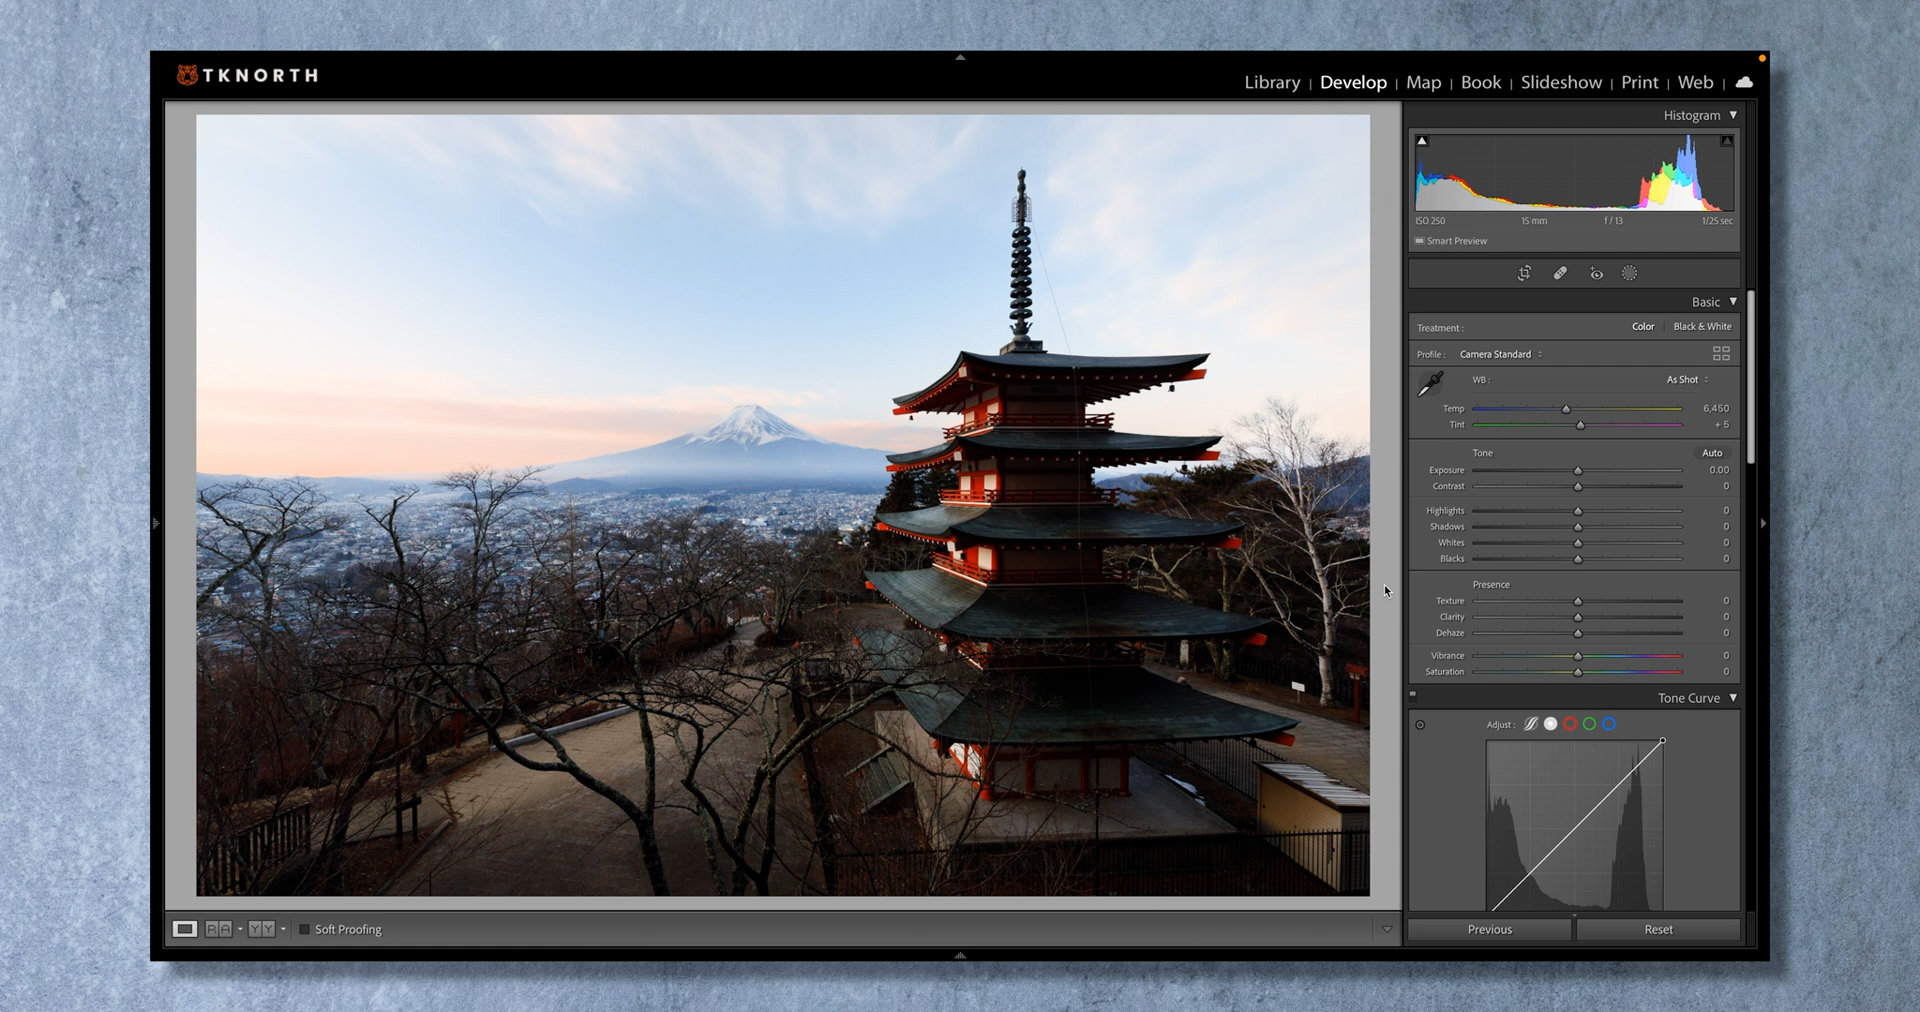 TKNORTH
Library | Develop | Map | Book | Slideshow | Print | Web |
Histogram
ISO 250 15 mm f / 13 1/25 sec
Smart Preview
Basic
Treatment : Color Black & White
Profile : Camera Standard
WB : As Shot
Temp 6,450
Tint + 5
Tone Auto
Exposure 0.00
Contrast 0
Highlights 0
Shadows 0
Whites 0
Blacks 0
Presence
Texture 0
Clarity 0
Dehaze 0
Vibrance 0
Saturation 0
Tone Curve
Adjust :
Previous Reset
R A Y Y Soft Proofing